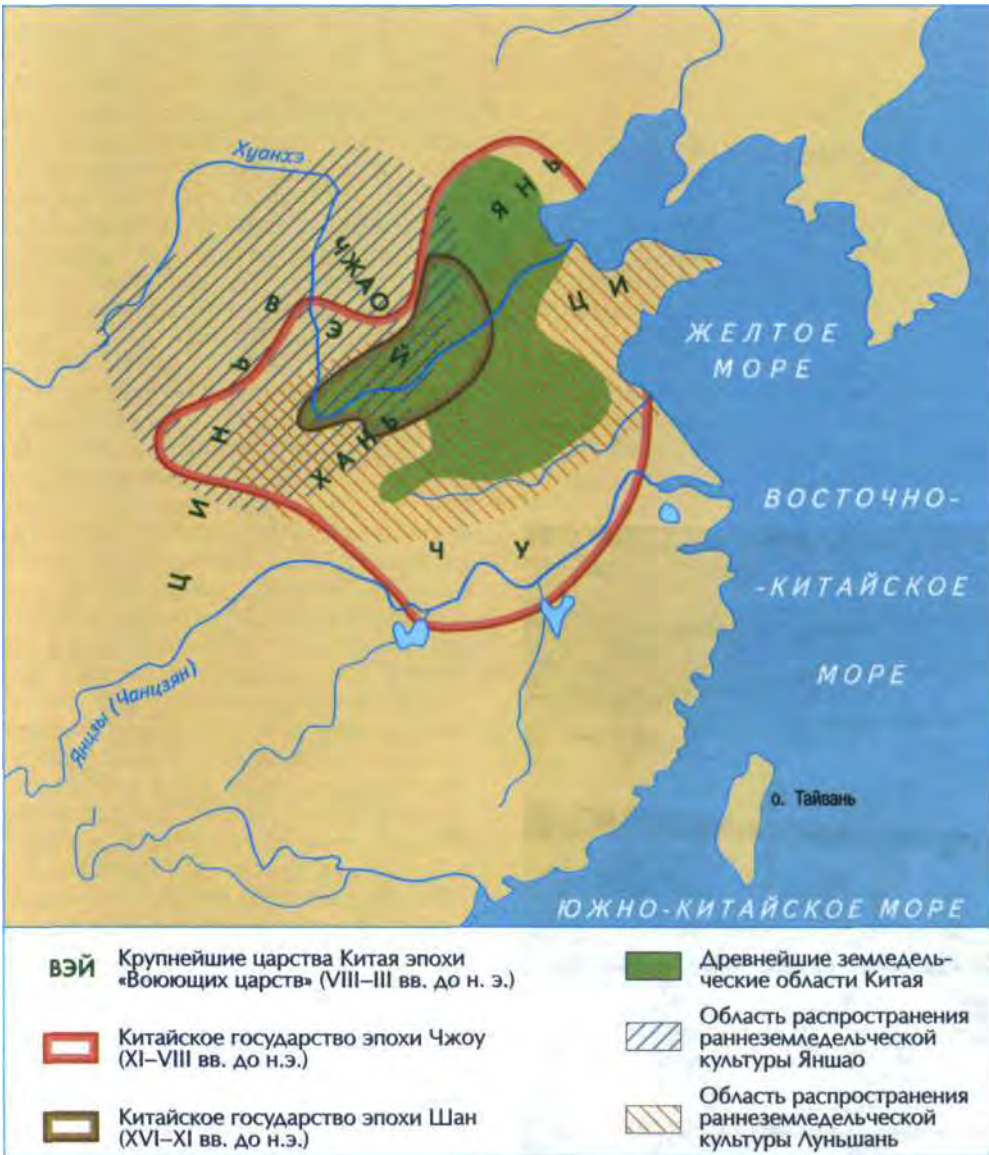 Хуанхэ
ЯНЬ
ЧЖАО
ВЭЙ
ЦИ
ЖЕЛТОЕ
МОРЕ
ЦИНЬ
ХАНЬ
ЧУ
ВОСТОЧНО-
-КИТАЙСКОЕ
МОРЕ
Янцзы (Чанцзян)
о. Тайвань
ЮЖНО-КИТАЙСКОЕ МОРЕ
ВЭЙ
Крупнейшие царства Китая эпохи
«Воюющих царств» (VIII–III вв. до н. э.)
Китайское государство эпохи Чжоу
(XI–VIII вв. до н.э.)
Китайское государство эпохи Шан
(XVI–XI вв. до н.э.)
Древнейшие земледель-
ческие области Китая
Область распространения
раннеземледельческой
культуры Яншао
Область распространения
раннеземледельческой
культуры Луньшань